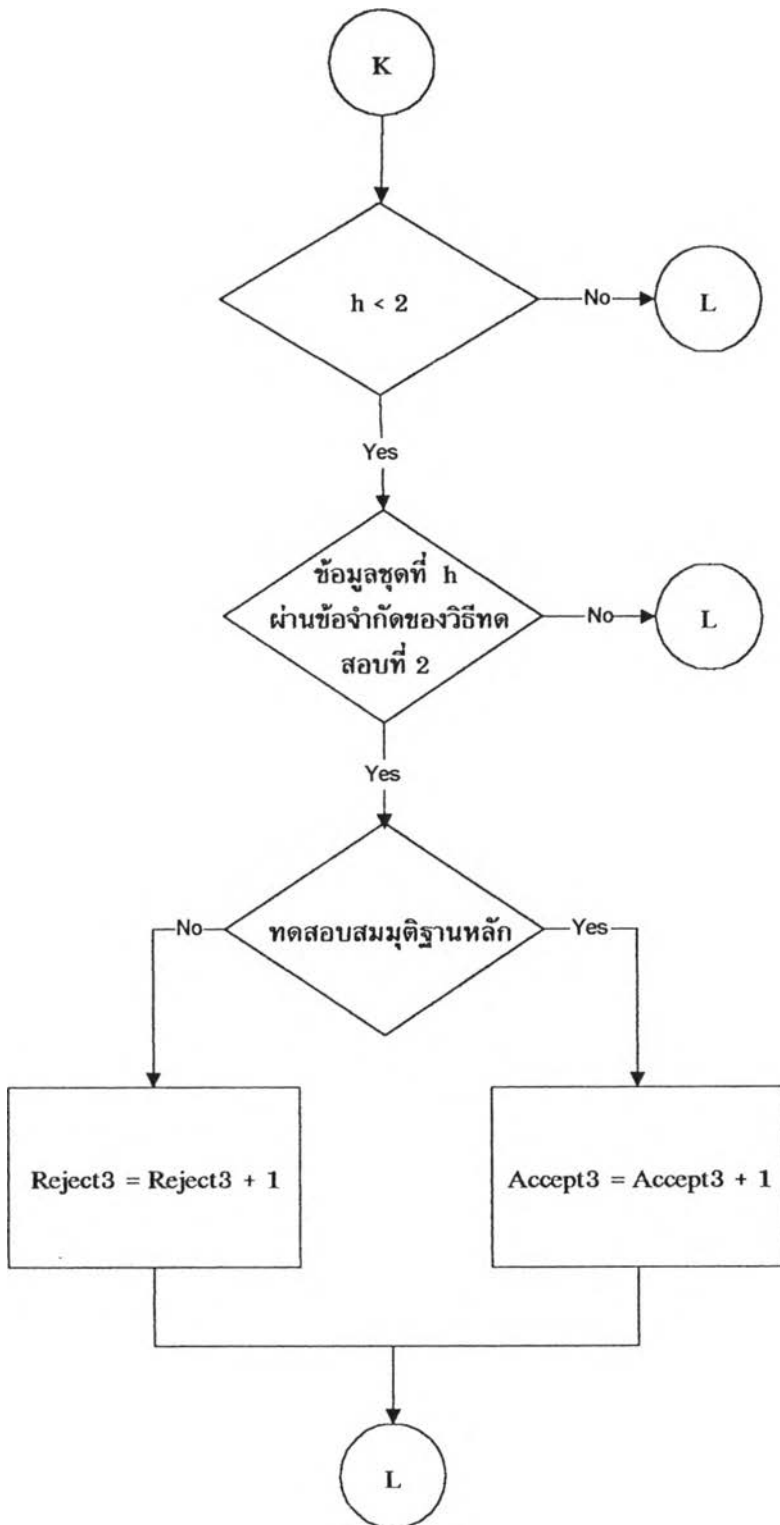 K
h < 2
No
L
Yes
ข้อมูลชุดที่ h
ผ่านข้อจำกัดของวิธีทด
สอบที่ 2
No
L
Yes
No
ทดสอบสมมุติฐานหลัก
Yes
Reject3 = Reject3 + 1
Accept3 = Accept3 + 1
L